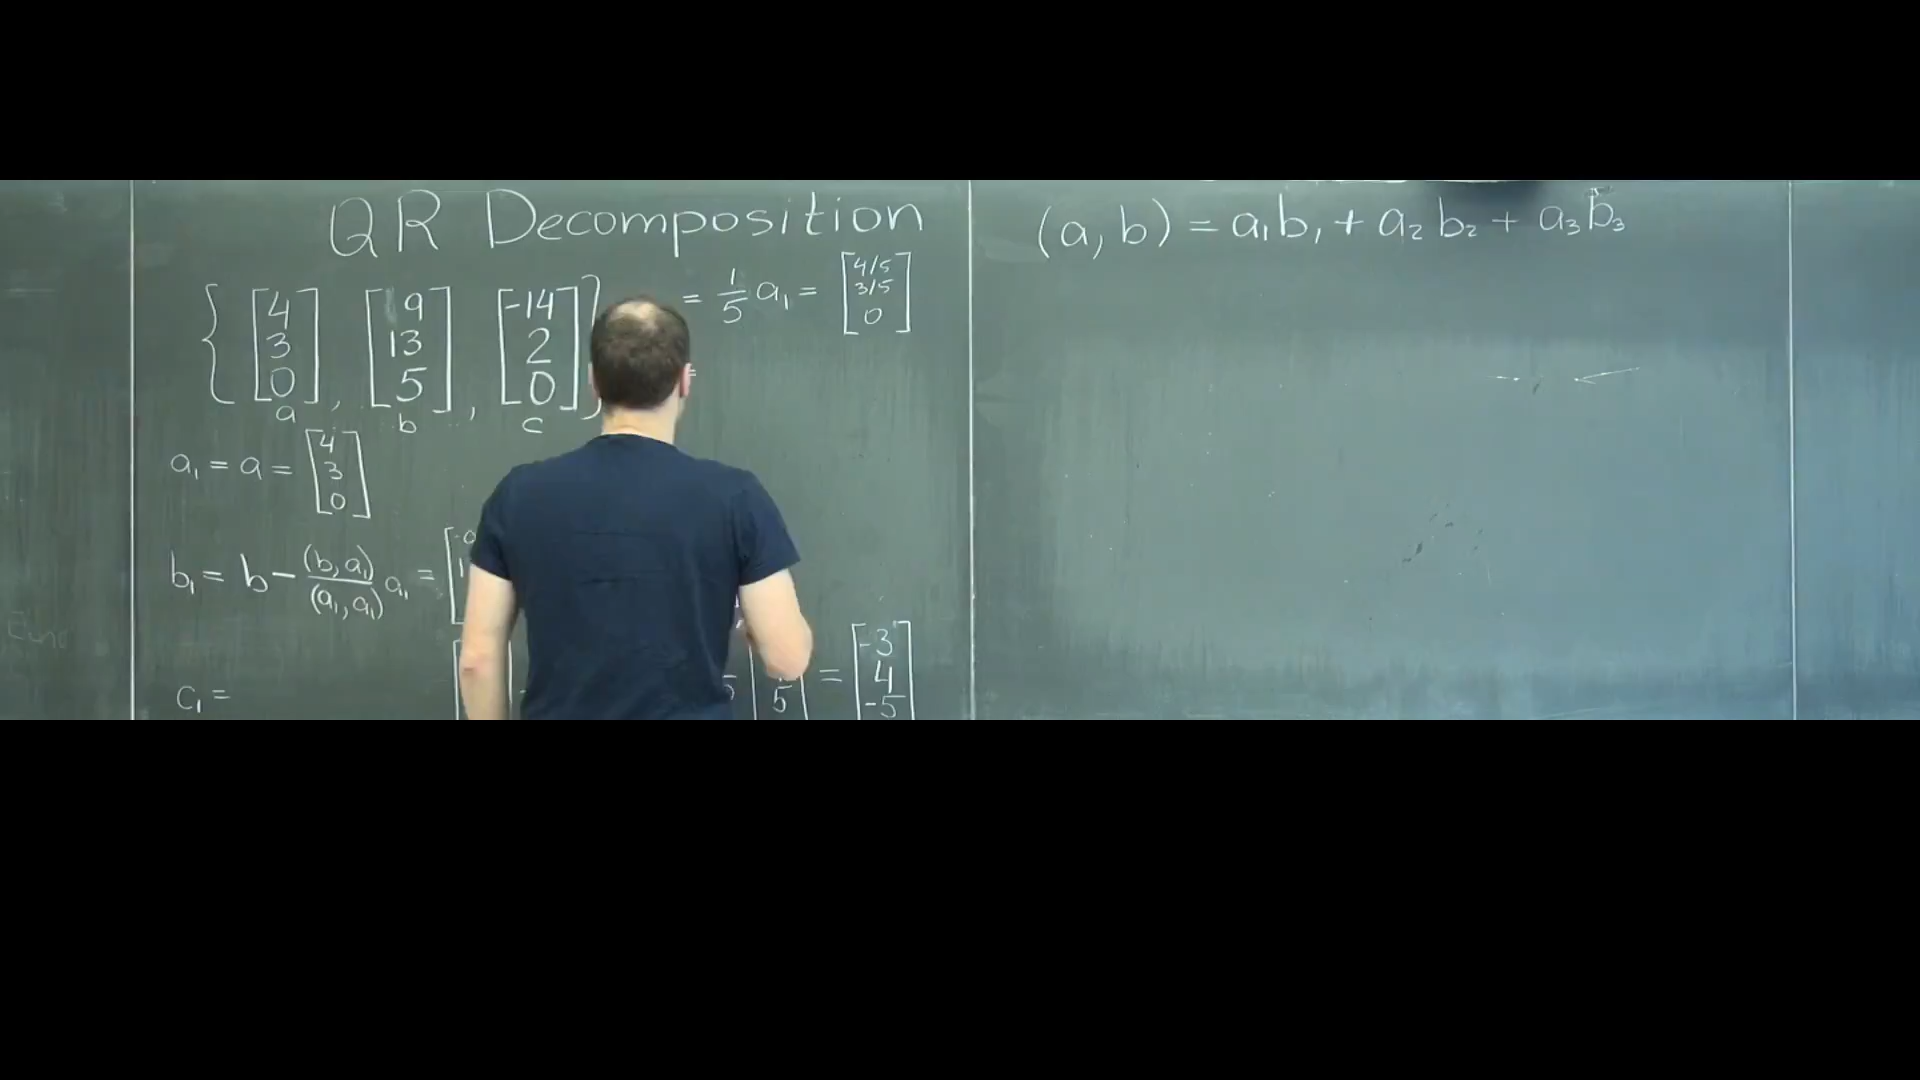 QR Decomposition
(a, b) = a₁b₁ + a₂b₂ + a₃b₃
{ [4 3 0], [9 13 5], [-14 2 0] }
a b c
= 1/5 a₁ = [4/5 3/5 0]
=
a₁ = a = [4 3 0]
b₁ = b - (b, a₁)/(a₁, a₁) a₁ = [
c₁ =
5
= [-3 4 -5]